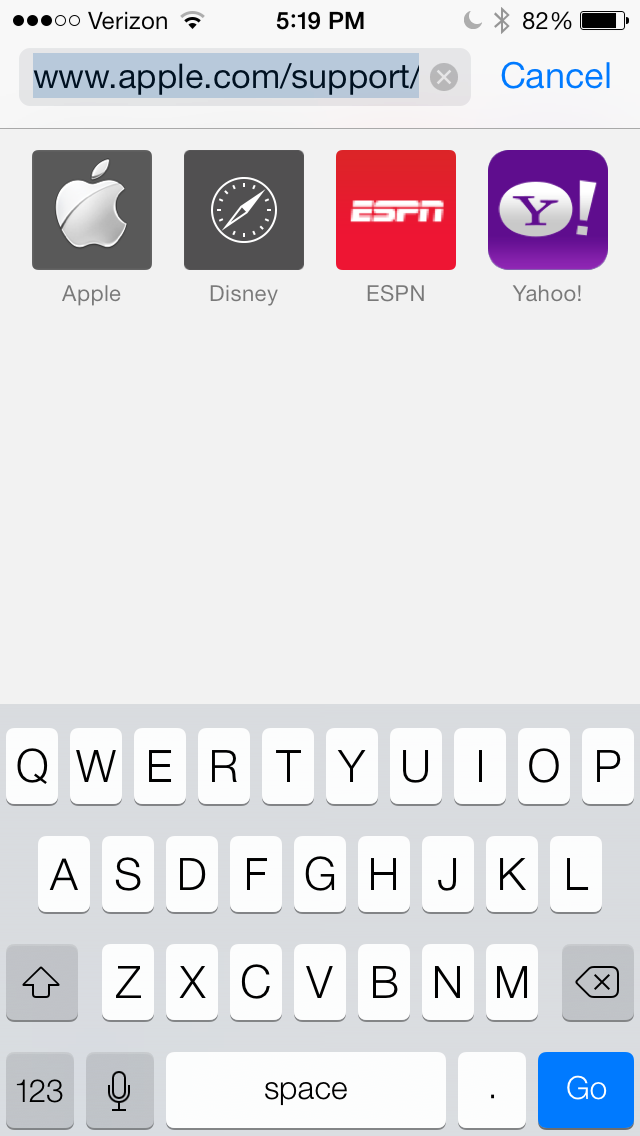 Verizon 5:19 PM 82%
www.apple.com/support/ Cancel
ESPN Y!
Apple Disney ESPN Yahoo!
Q W E R T Y U I O P
A S D F G H J K L
Z X C V B N M
123 space . Go